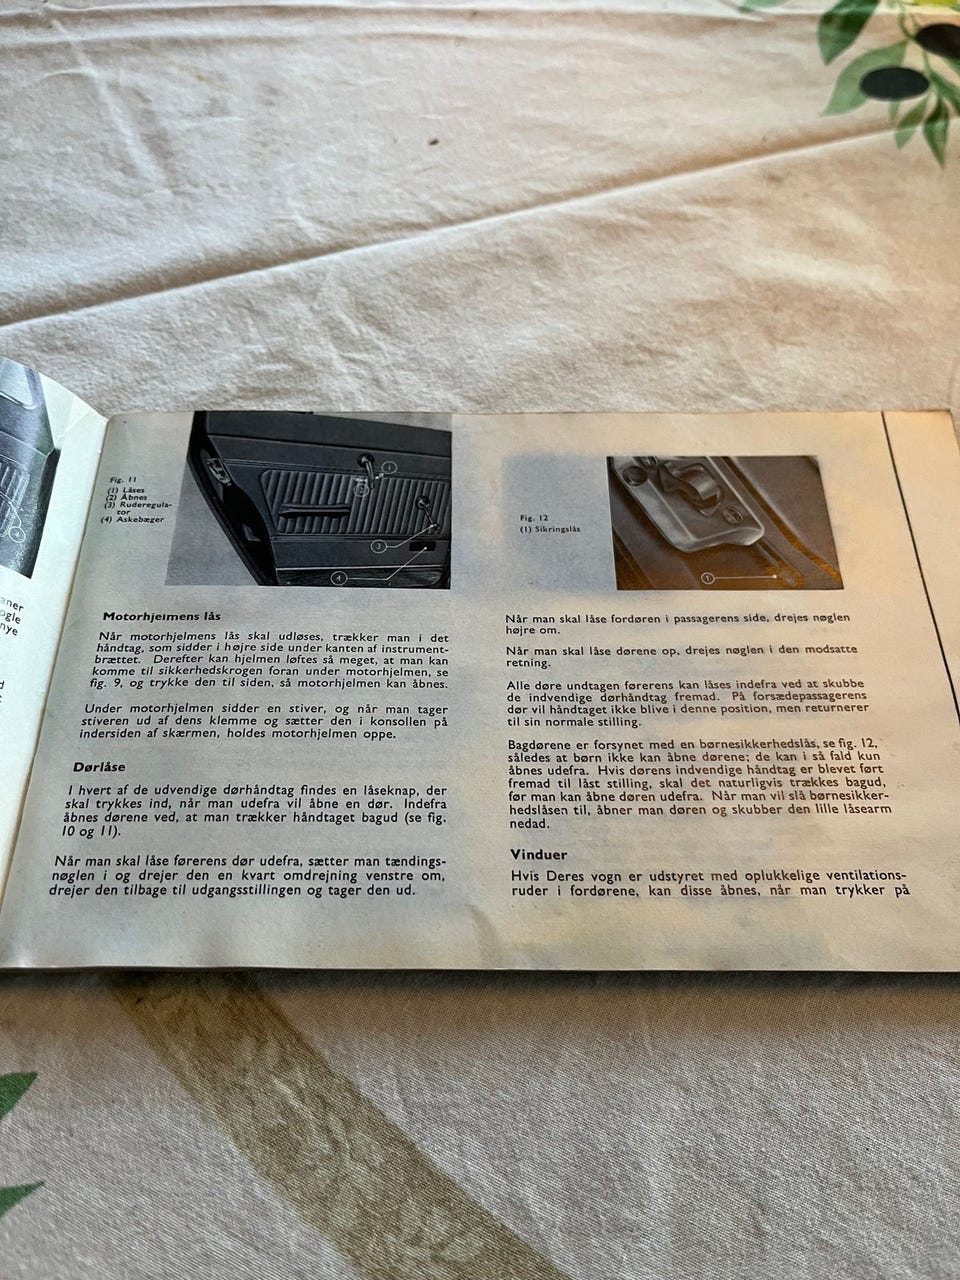 aner
ogle
nye
Fig. 11
(1) Låses
(2) Åbnes
(3) Ruderegula-
tor
(4) Askebæger
1
2
3
4
Motorhjelmens lås
Når motorhjelmens lås skal udløses, trækker man i det
håndtag, som sidder i højre side under kanten af instrument-
brættet. Derefter kan hjelmen løftes så meget, at man kan
komme til sikkerhedskrogen foran under motorhjelmen, se
fig. 9, og trykke den til siden, så motorhjelmen kan åbnes.
Under motorhjelmen sidder en stiver, og når man tager
stiveren ud af dens klemme og sætter den i konsollen på
indersiden af skærmen, holdes motorhjelmen oppe.
Dørlåse
I hvert af de udvendige dørhåndtag findes en låseknap, der
skal trykkes ind, når man udefra vil åbne en dør. Indefra
åbnes dørene ved, at man trækker håndtaget bagud (se fig.
10 og 11).
Når man skal låse førerens dør udefra, sætter man tændings-
nøglen i og drejer den en kvart omdrejning venstre om,
drejer den tilbage til udgangsstillingen og tager den ud.
Fig. 12
(1) Sikringslås
1
Når man skal låse fordøren i passagerens side, drejes nøglen
højre om.
Når man skal låse dørene op, drejes nøglen i den modsatte
retning.
Alle døre undtagen førerens kan låses indefra ved at skubbe
de indvendige dørhåndtag fremad. På forsædepassagerens
dør vil håndtaget ikke blive i denne position, men returnerer
til sin normale stilling.
Bagdørene er forsynet med en børnesikkerhedslås, se fig. 12,
således at børn ikke kan åbne dørene; de kan i så fald kun
åbnes udefra. Hvis dørens indvendige håndtag er blevet ført
fremad til låst stilling, skal det naturligvis trækkes bagud,
før man kan åbne døren udefra. Når man vil slå børnesikker-
hedslåsen til, åbner man døren og skubber den lille låsearm
nedad.
Vinduer
Hvis Deres vogn er udstyret med oplukkelige ventilations-
ruder i fordørene, kan disse åbnes, når man trykker på